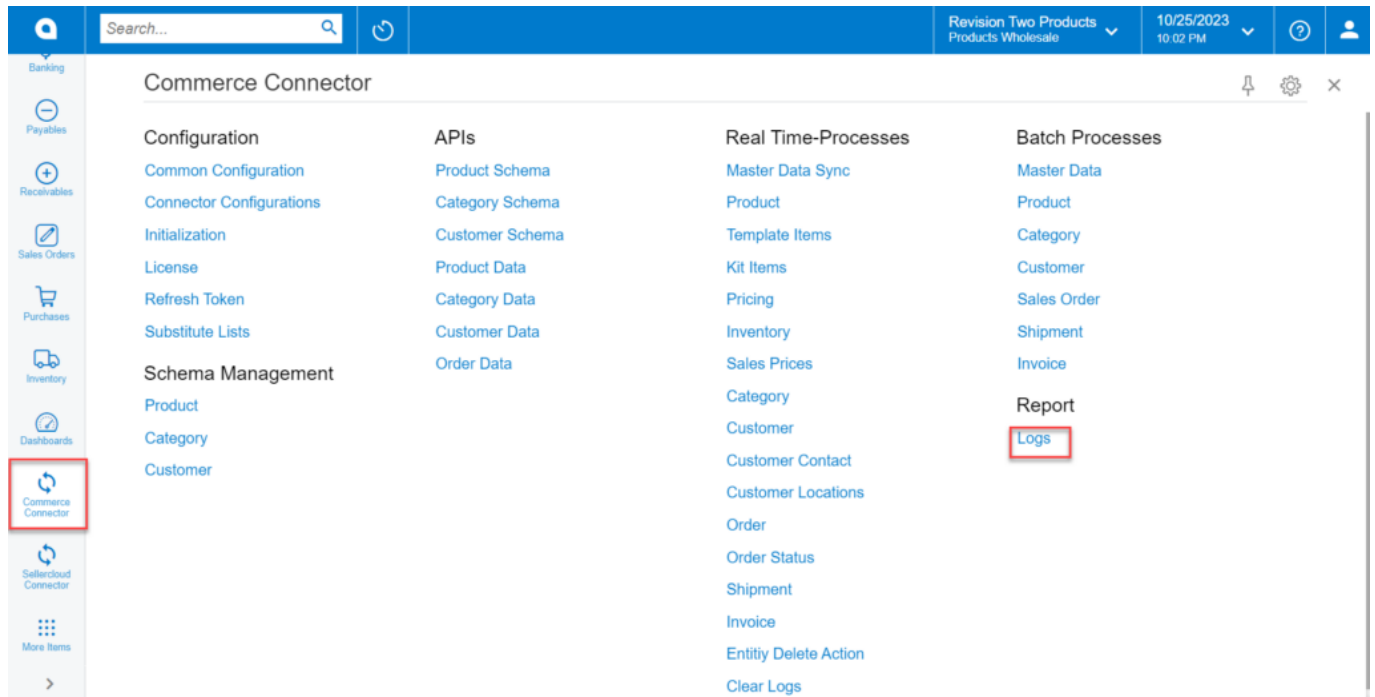 Search...
Revision Two Products
Products Wholesale
10/25/2023
10:02 PM
Banking
Payables
Receivables
Sales Orders
Purchases
Inventory
Dashboards
Commerce
Connector
Sellercloud
Connector
More Items
Commerce Connector
Configuration
Common Configuration
Connector Configurations
Initialization
License
Refresh Token
Substitute Lists
Schema Management
Product
Category
Customer
APIs
Product Schema
Category Schema
Customer Schema
Product Data
Category Data
Customer Data
Order Data
Real Time-Processes
Master Data Sync
Product
Template Items
Kit Items
Pricing
Inventory
Sales Prices
Category
Customer
Customer Contact
Customer Locations
Order
Order Status
Shipment
Invoice
Entitiy Delete Action
Clear Logs
Batch Processes
Master Data
Product
Category
Customer
Sales Order
Shipment
Invoice
Report
Logs